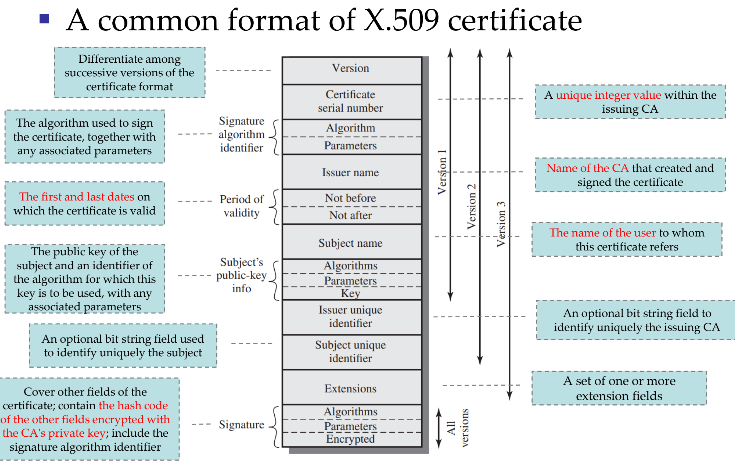 ▪ A common format of X.509 certificate
Differentiate among
successive versions of the
certificate format
The algorithm used to sign
the certificate, together with
any associated parameters
The first and last dates on
which the certificate is valid
The public key of the
subject and an identifier of
the algorithm for which this
key is to be used, with any
associated parameters
An optional bit string field used
to identify uniquely the subject
Cover other fields of the
certificate; contain the hash code
of the other fields encrypted with
the CA's private key; include the
signature algorithm identifier
Signature
algorithm
identifier
Period of
validity
Subject's
public-key
info
Signature
Version
Certificate
serial number
Algorithm
Parameters
Issuer name
Not before
Not after
Subject name
Algorithms
Parameters
Key
Issuer unique
identifier
Subject unique
identifier
Extensions
Algorithms
Parameters
Encrypted
Version 1
Version 2
Version 3
All
versions
A unique integer value within the
issuing CA
Name of the CA that created and
signed the certificate
The name of the user to whom
this certificate refers
An optional bit string field to
identify uniquely the issuing CA
A set of one or more
extension fields